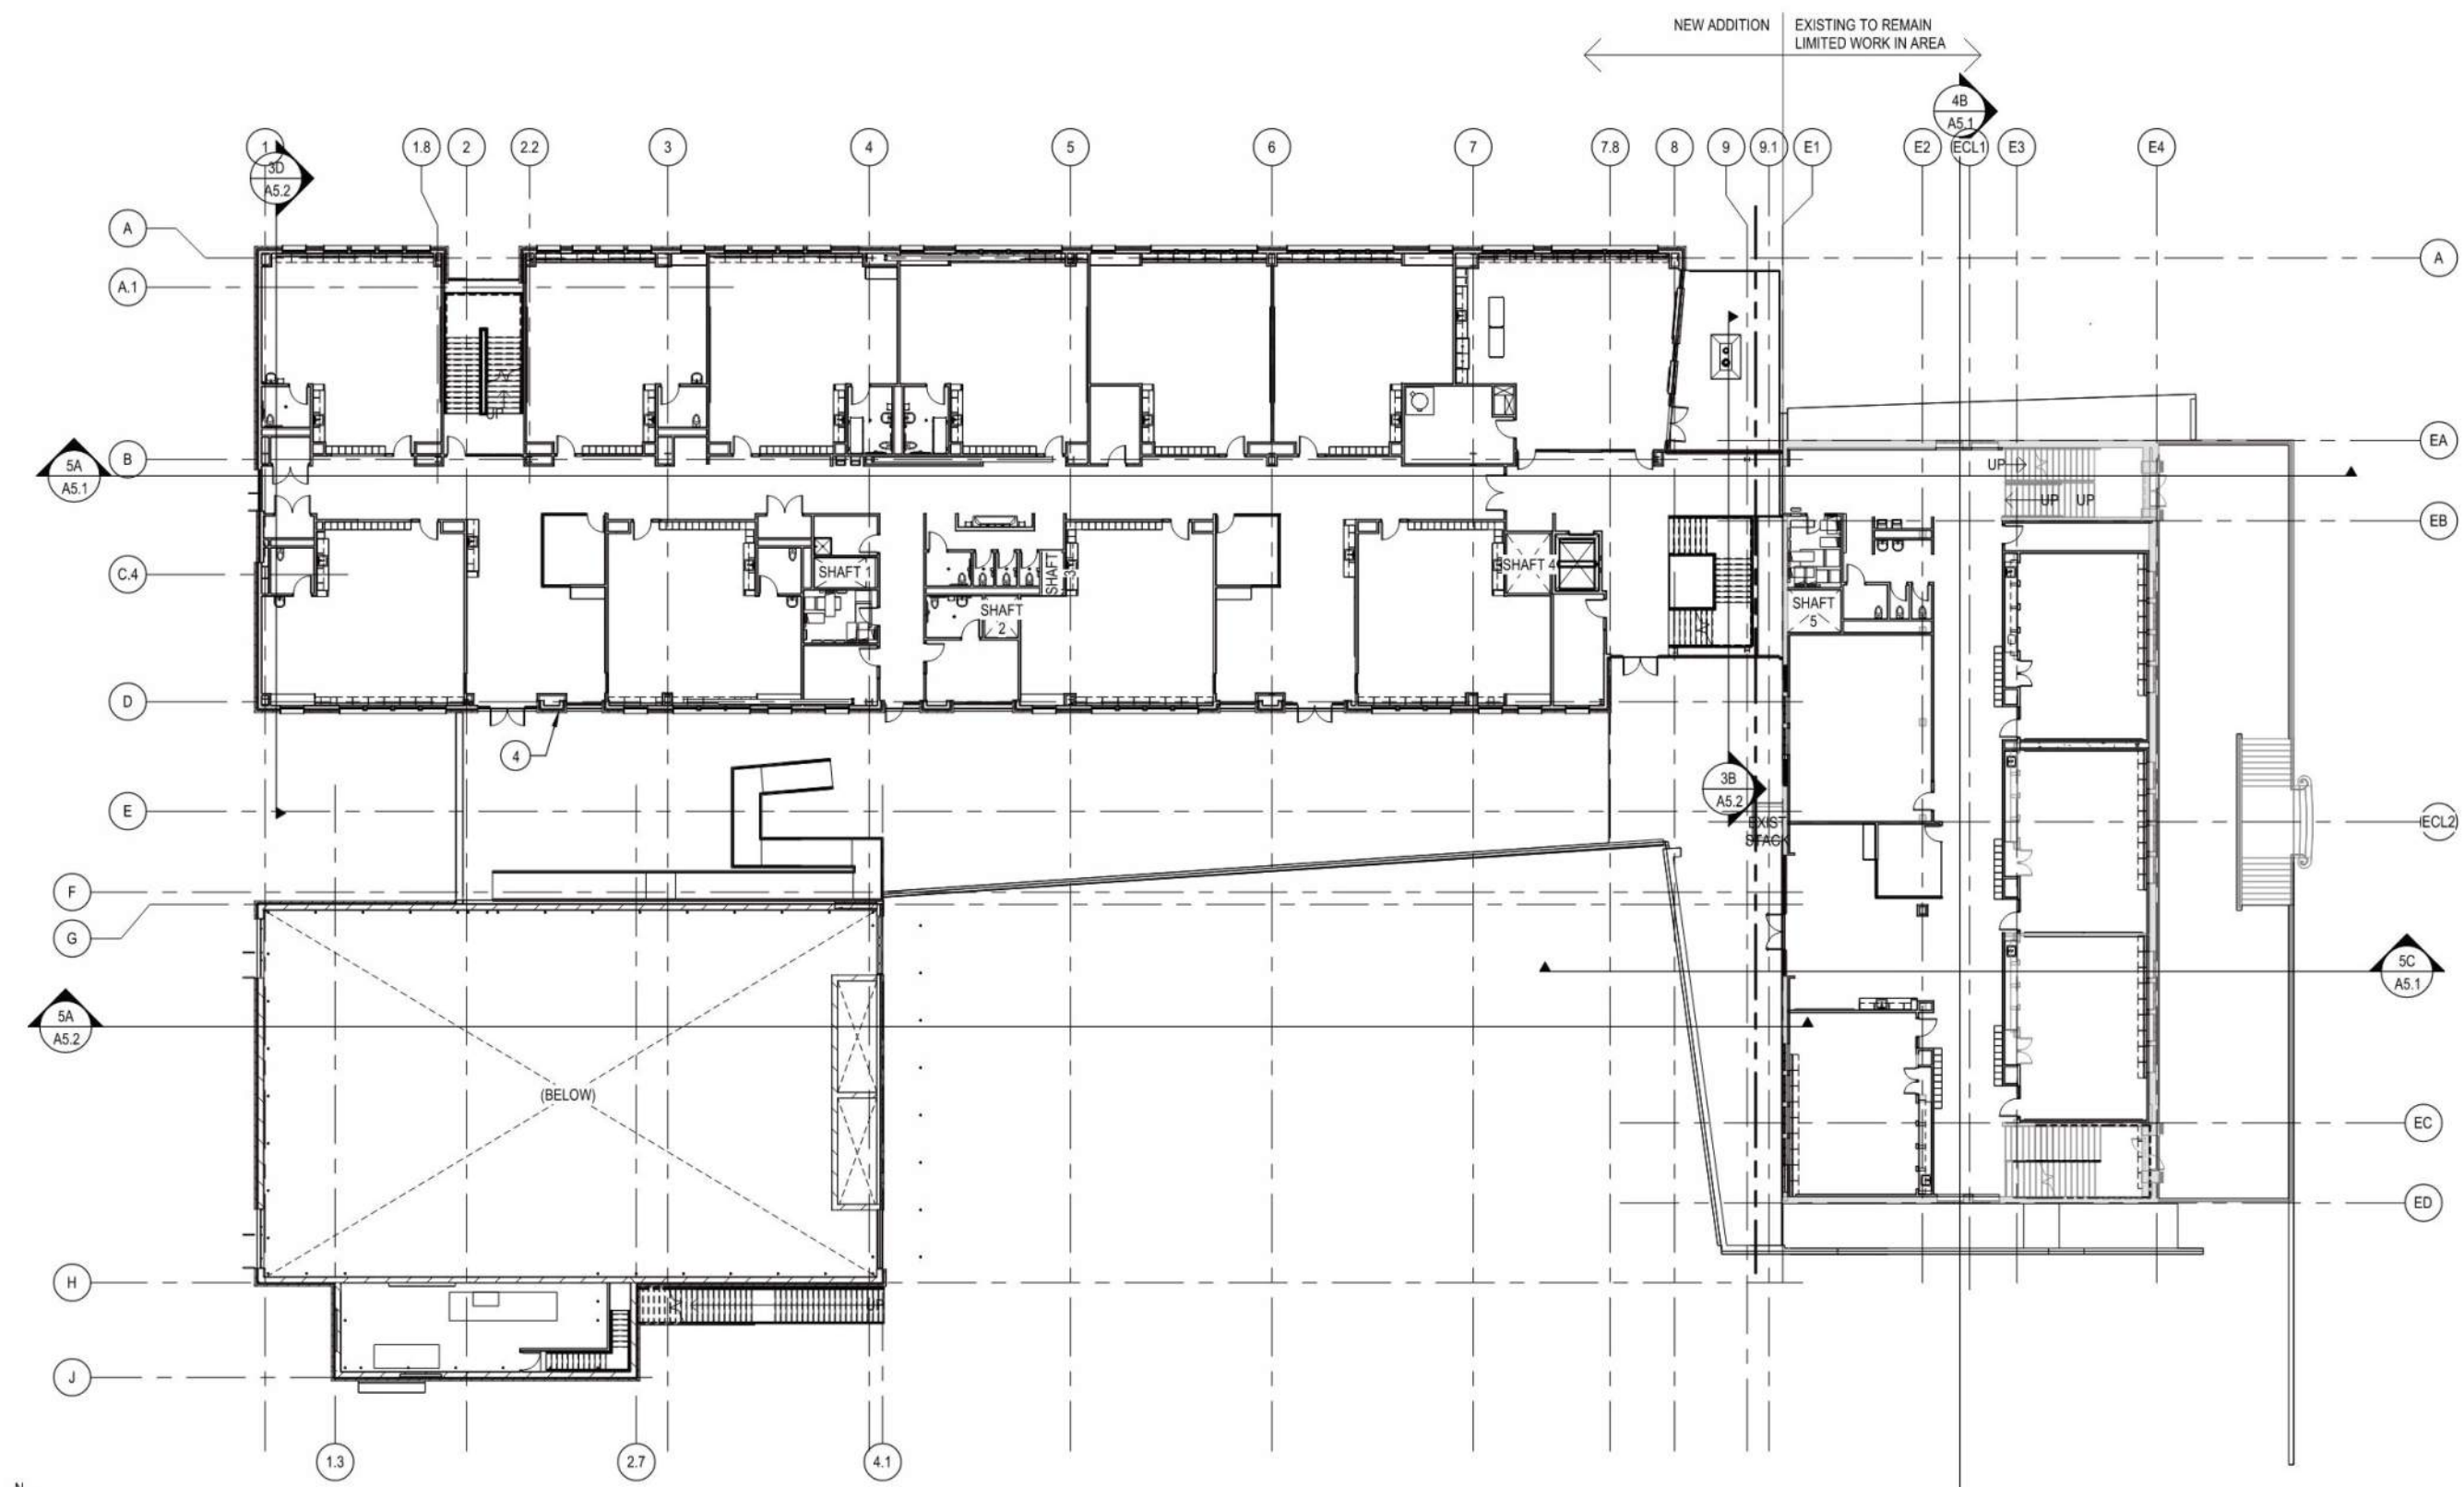 NEW ADDITION
EXISTING TO REMAIN
LIMITED WORK IN AREA
4B
A5.1
1
1.8
2
2.2
3
4
5
6
7
7.8
8
9
9.1
E1
E2
ECL1
E3
E4
3D
A5.2
A
A
A.1
UP
B
EA
5A
A5.1
UP
UP
UP
EB
C.4
SHAFT 1
SHAFT
3
SHAFT
2
SHAFT 4
SHAFT
5
D
4
3B
A5.2
E
EXIST
STACK
ECL2
F
G
5C
A5.1
5A
A5.2
(BELOW)
EC
ED
H
UP
J
1.3
2.7
4.1
N